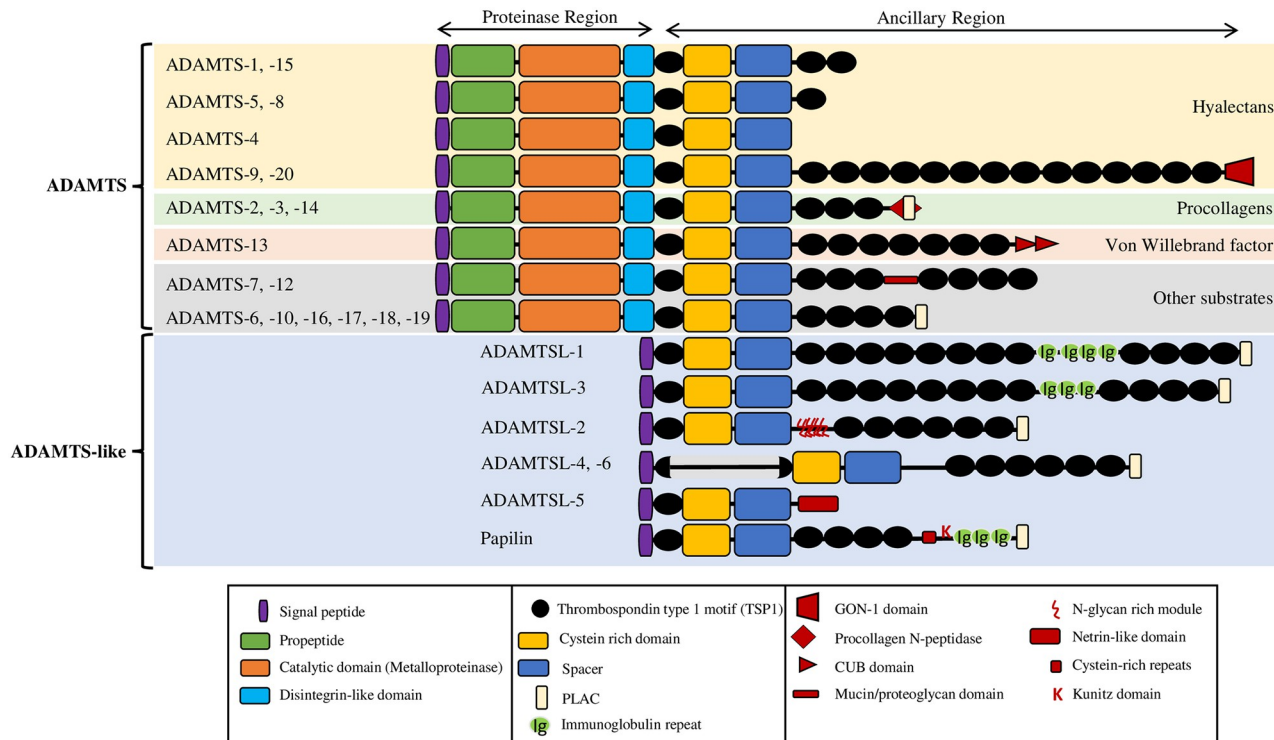 Proteinase Region
Ancillary Region
ADAMTS
ADAMTS-1, -15
ADAMTS-5, -8
ADAMTS-4
ADAMTS-9, -20
Hyalectans
ADAMTS-2, -3, -14
Procollagens
ADAMTS-13
Von Willebrand factor
ADAMTS-7, -12
ADAMTS-6, -10, -16, -17, -18, -19
Other substrates
ADAMTS-like
ADAMTSL-1
Ig Ig Ig Ig
ADAMTSL-3
Ig Ig Ig
ADAMTSL-2
ADAMTSL-4, -6
ADAMTSL-5
Papilin
K Ig Ig Ig
Signal peptide
Propeptide
Catalytic domain (Metalloproteinase)
Disintegrin-like domain
Thrombospondin type 1 motif (TSP1)
Cystein rich domain
Spacer
PLAC
Ig Immunoglobulin repeat
GON-1 domain
Procollagen N-peptidase
CUB domain
Mucin/proteoglycan domain
N-glycan rich module
Netrin-like domain
Cystein-rich repeats
K Kunitz domain